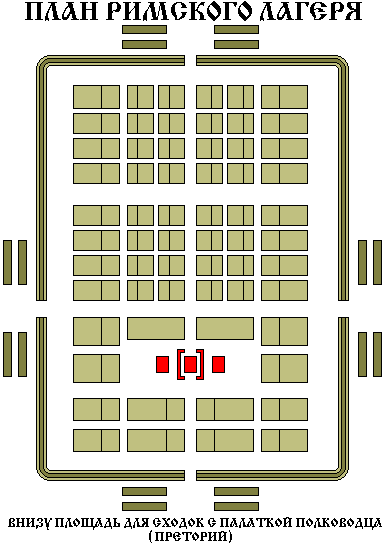 ПЛАН РИМСКОГО ЛАГЕРЯ
ВНИЗУ ПЛОЩАДЬ ДЛЯ СХОДОК С ПАЛАТКОЙ ПОЛКОВОДЦА
(ПРЕТОРИЙ)